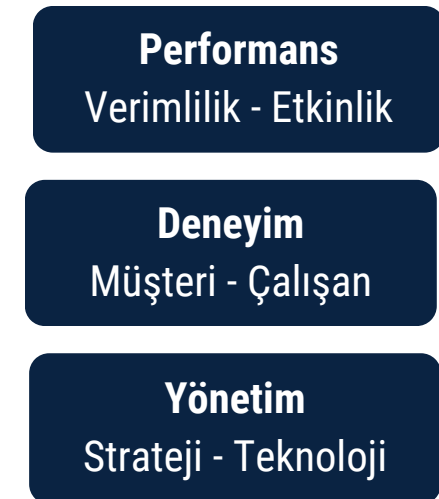 Performans
Verimlilik - Etkinlik
Deneyim
Müşteri - Çalışan
Yönetim
Strateji - Teknoloji